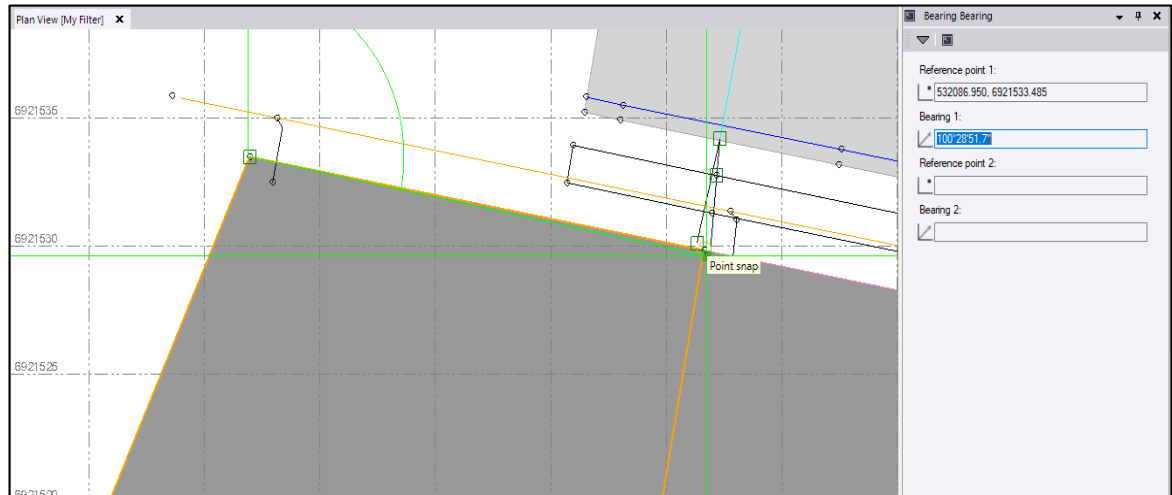 Plan View [My Filter] X
6921535
6921530
6921525
6921520
Point snap
Bearing Bearing
Reference point 1:
532086.950, 6921533.485
Bearing 1:
100°28'51.7"
Reference point 2:
Bearing 2: